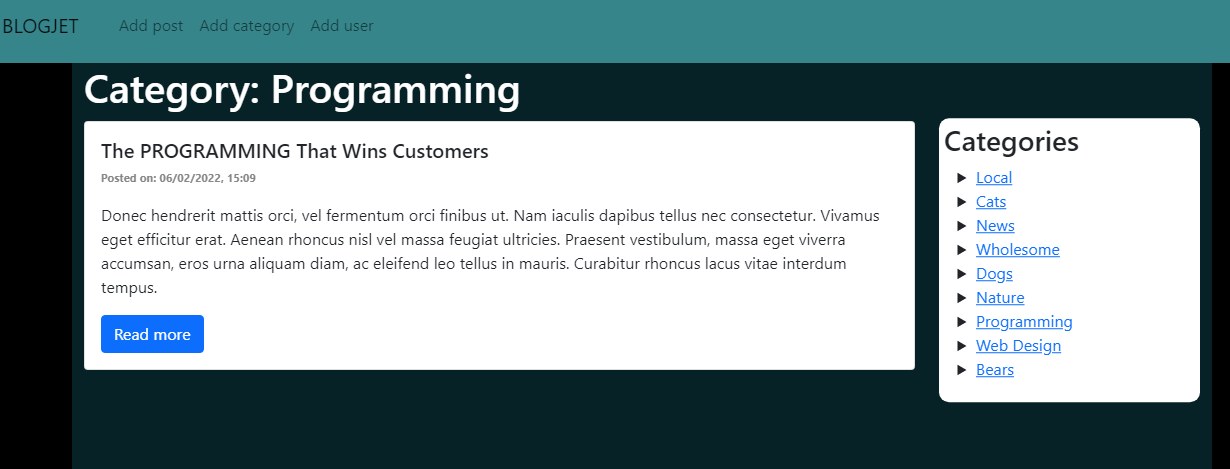 BLOGJET Add post Add category Add user
Category: Programming
The PROGRAMMING That Wins Customers
Posted on: 06/02/2022, 15:09
Donec hendrerit mattis orci, vel fermentum orci finibus ut. Nam iaculis dapibus tellus nec consectetur. Vivamus
eget efficitur erat. Aenean rhoncus nisl vel massa feugiat ultricies. Praesent vestibulum, massa eget viverra
accumsan, eros urna aliquam diam, ac eleifend leo tellus in mauris. Curabitur rhoncus lacus vitae interdum
tempus.
Read more
Categories
Local
Cats
News
Wholesome
Dogs
Nature
Programming
Web Design
Bears